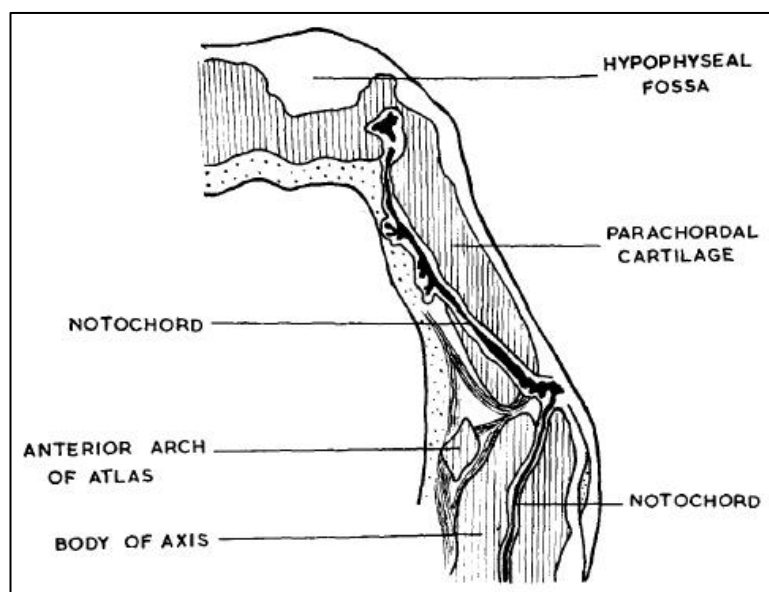 HYPOPHYSEAL
FOSSA
PARACHORDAL
CARTILAGE
NOTOCHORD
ANTERIOR ARCH
OF ATLAS
NOTOCHORD
BODY OF AXIS